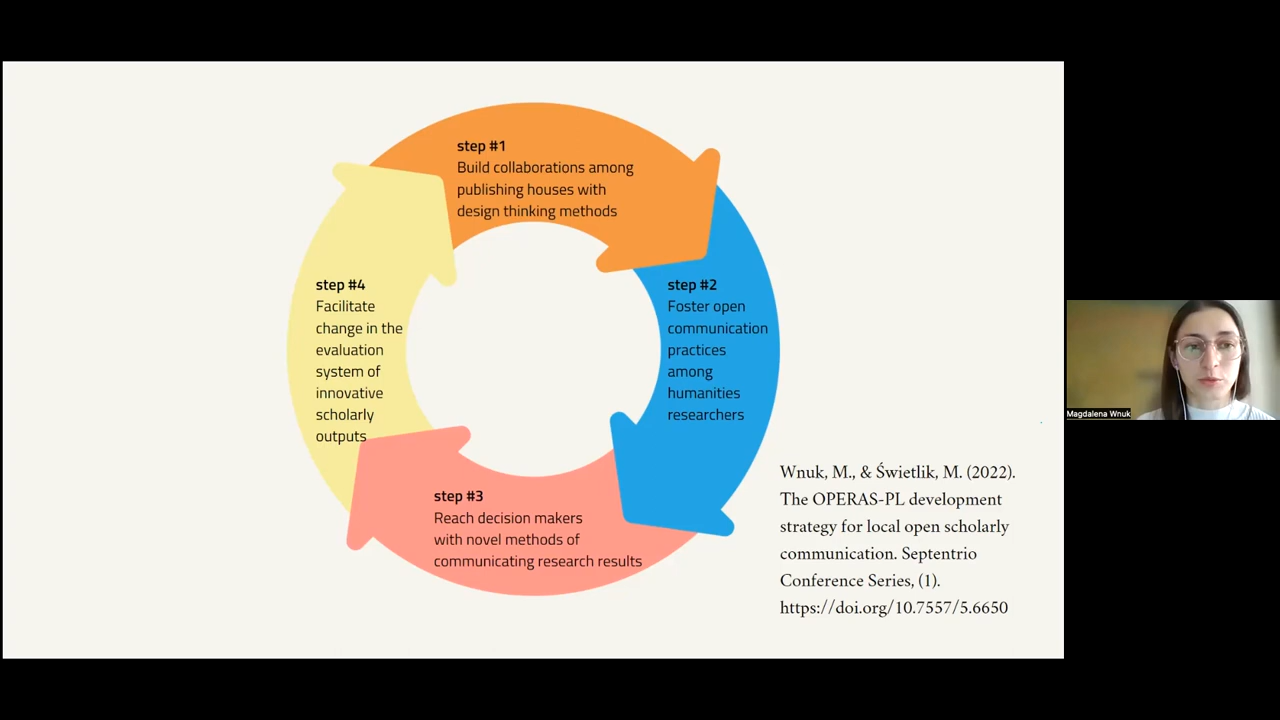 step #1
Build collaborations among
publishing houses with
design thinking methods
step #2
Foster open
communication
practices
among
humanities
researchers
step #3
Reach decision makers
with novel methods of
communicating research results
step #4
Facilitate
change in the
evaluation
system of
innovative
scholarly
outputs
Wnuk, M., & Świetlik, M. (2022).
The OPERAS-PL development
strategy for local open scholarly
communication. Septentrio
Conference Series, (1).
https://doi.org/10.7557/5.6650
Magdalena Wnuk